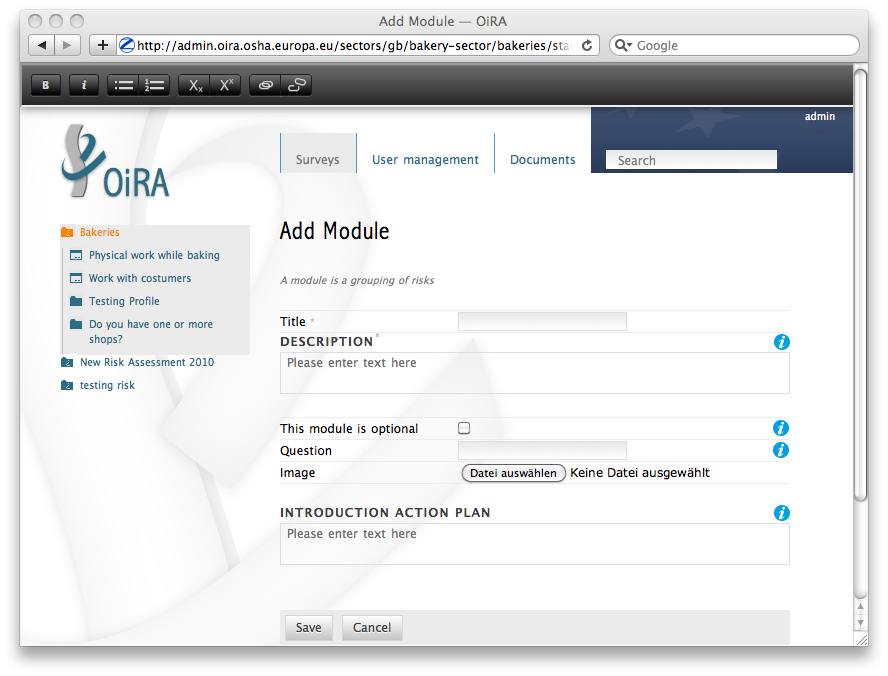 Add Module — OiRA
http://admin.oira.osha.europa.eu/sectors/gb/bakery-sector/bakeries/sta
Google
B i X x X x
admin
Surveys User management Documents
Search
OiRA
Bakeries
Physical work while baking
Work with costumers
Testing Profile
Do you have one or more
shops?
New Risk Assessment 2010
testing risk
Add Module
A module is a grouping of risks
Title *
DESCRIPTION *
Please enter text here
This module is optional
Question
Image Datei auswählen Keine Datei ausgewählt
INTRODUCTION ACTION PLAN
Please enter text here
Save Cancel